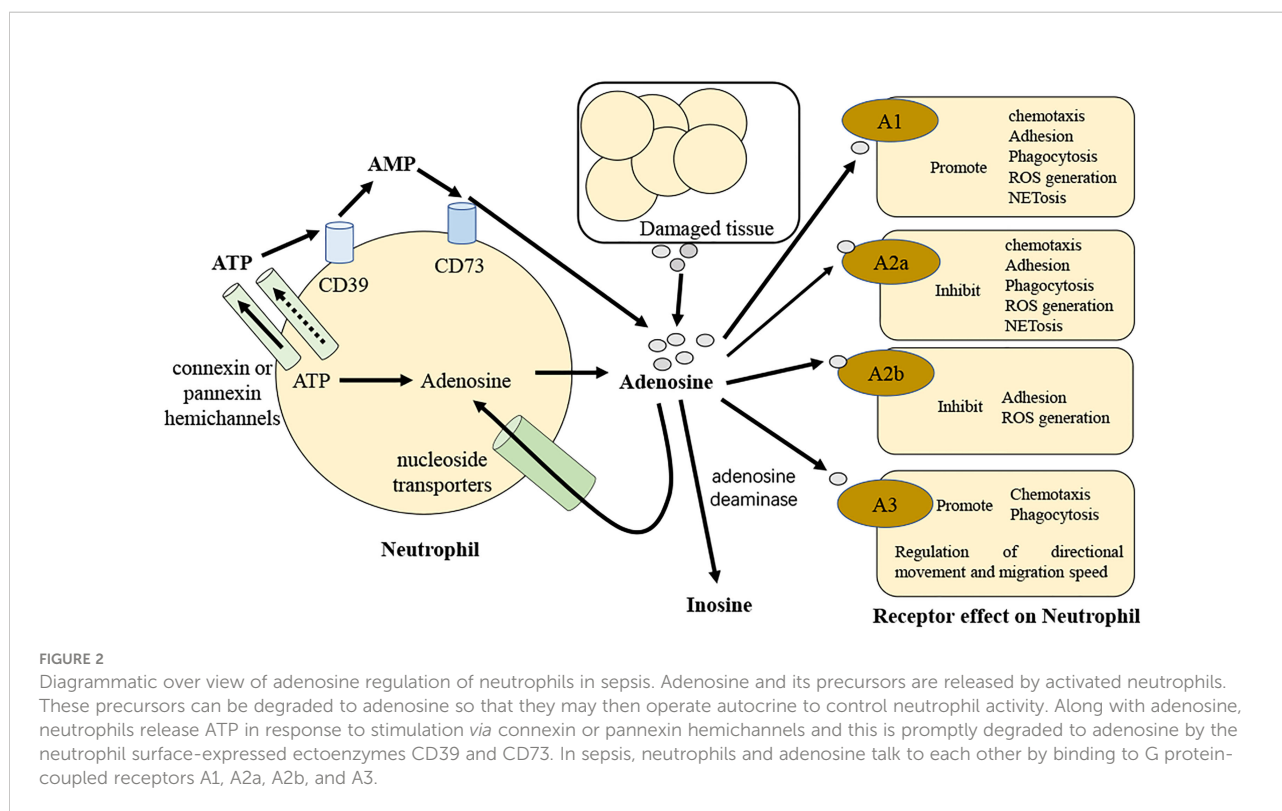 AMP
ATP
CD39
CD73
connexin or
pannexin
hemichannels
ATP
Adenosine
nucleoside
transporters
Neutrophil
Damaged tissue
Adenosine
adenosine
deaminase
Inosine
A1
Promote
chemotaxis
Adhesion
Phagocytosis
ROS generation
NETosis
A2a
Inhibit
chemotaxis
Adhesion
Phagocytosis
ROS generation
NETosis
A2b
Inhibit
Adhesion
ROS generation
A3
Promote
Chemotaxis
Phagocytosis
Regulation of directional
movement and migration speed
Receptor effect on Neutrophil
FIGURE 2
Diagrammatic over view of adenosine regulation of neutrophils in sepsis. Adenosine and its precursors are released by activated neutrophils.
These precursors can be degraded to adenosine so that they may then operate autocrine to control neutrophil activity. Along with adenosine,
neutrophils release ATP in response to stimulation via connexin or pannexin hemichannels and this is promptly degraded to adenosine by the
neutrophil surface-expressed ectoenzymes CD39 and CD73. In sepsis, neutrophils and adenosine talk to each other by binding to G protein-
coupled receptors A1, A2a, A2b, and A3.